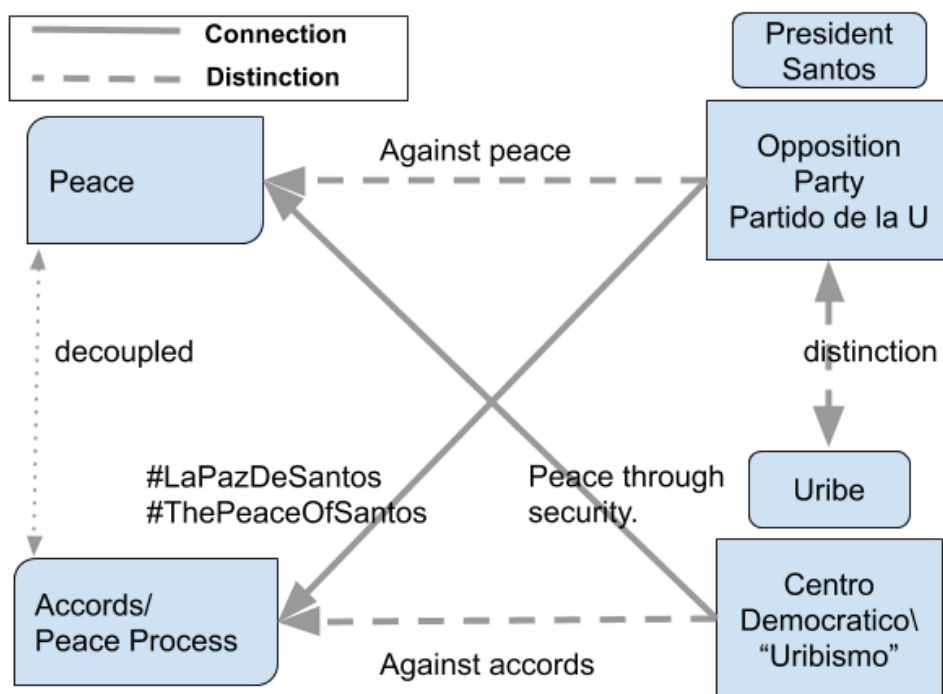 Connection
Distinction
President
Santos
Peace
Against peace
Opposition
Party
Partido de la U
decoupled
distinction
#LaPazDeSantos
#ThePeaceOfSantos
Peace through
security.
Uribe
Accords/
Peace Process
Against accords
Centro
Democratico\
“Uribismo”